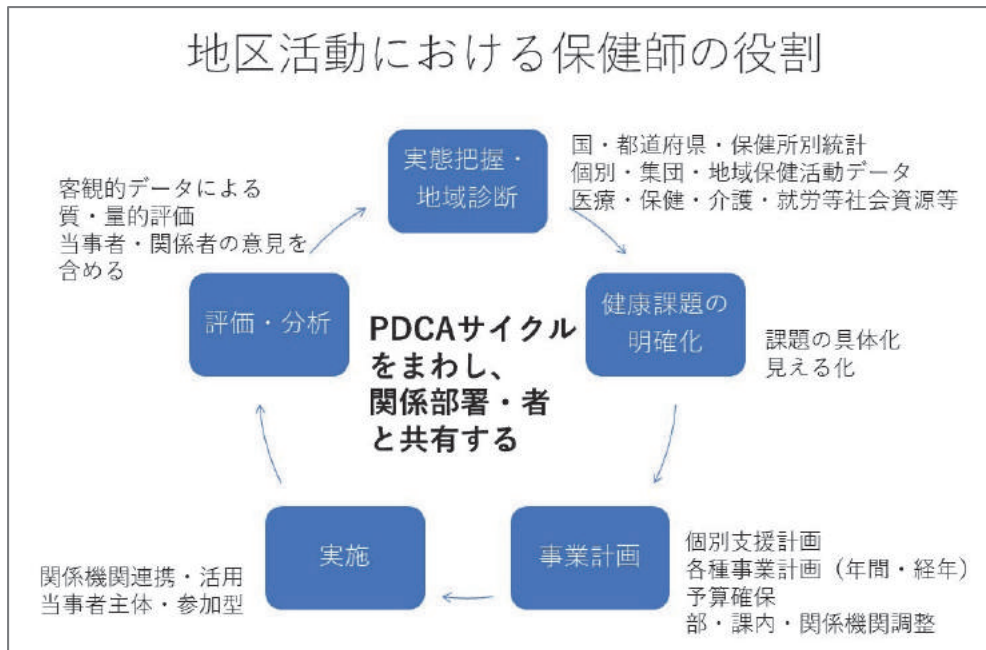 地区活動における保健師の役割
実態把握・
地域診断
国・都道府県・保健所別統計
個別・集団・地域保健活動データ
医療・保健・介護・就労等社会資源等
健康課題の
明確化
課題の具体化
見える化
事業計画
個別支援計画
各種事業計画（年間・経年）
予算確保
部・課内・関係機関調整
実施
関係機関連携・活用
当事者主体・参加型
評価・分析
客観的データによる
質・量的評価
当事者・関係者の意見を
含める
PDCAサイクル
をまわし、
関係部署・者
と共有する